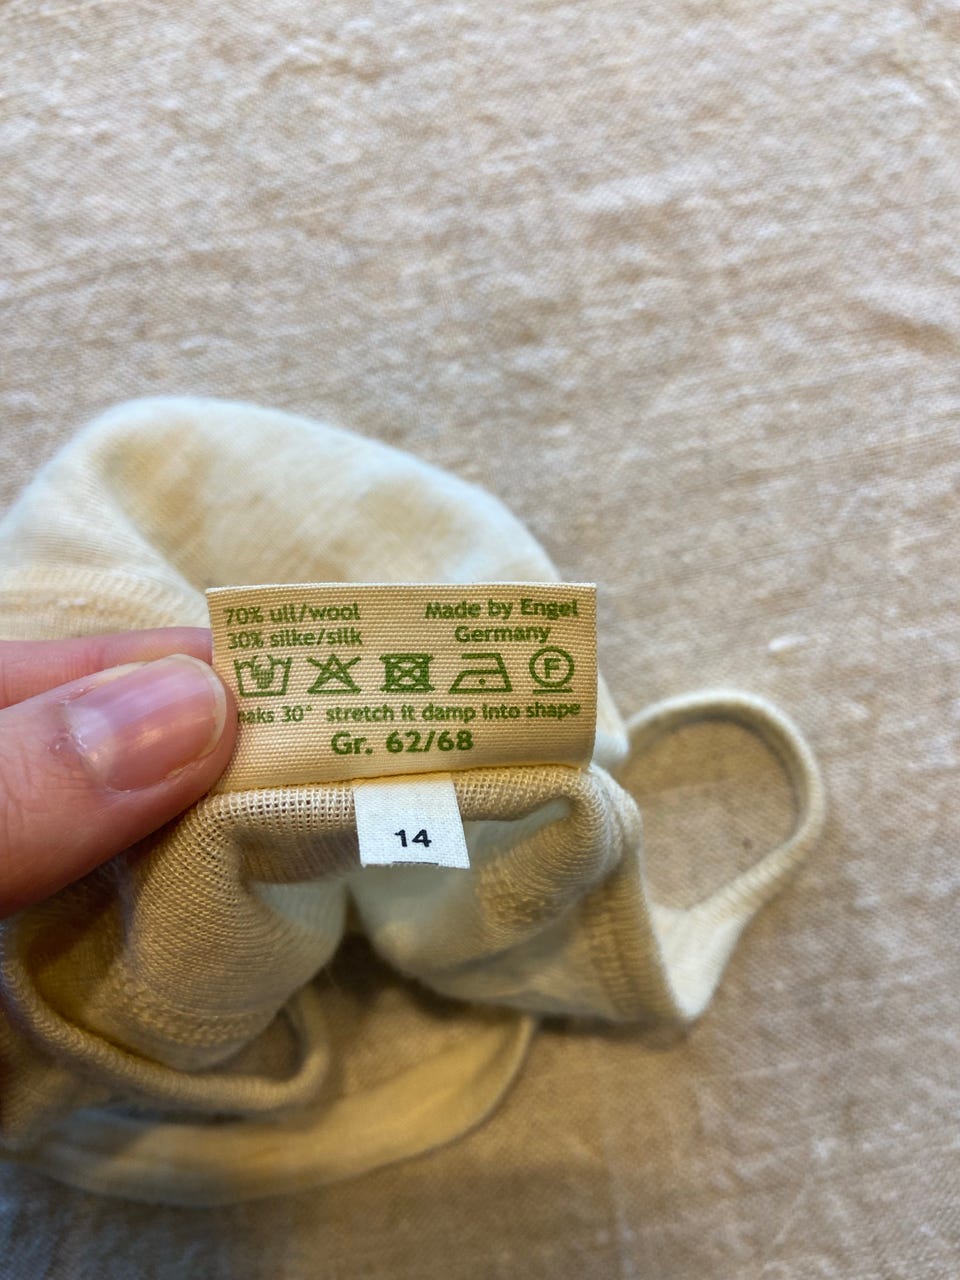 70% ull/wool
Made by Engel
30% silke/silk
Germany
F
30° stretch it damp into shape
Gr. 62/68
14